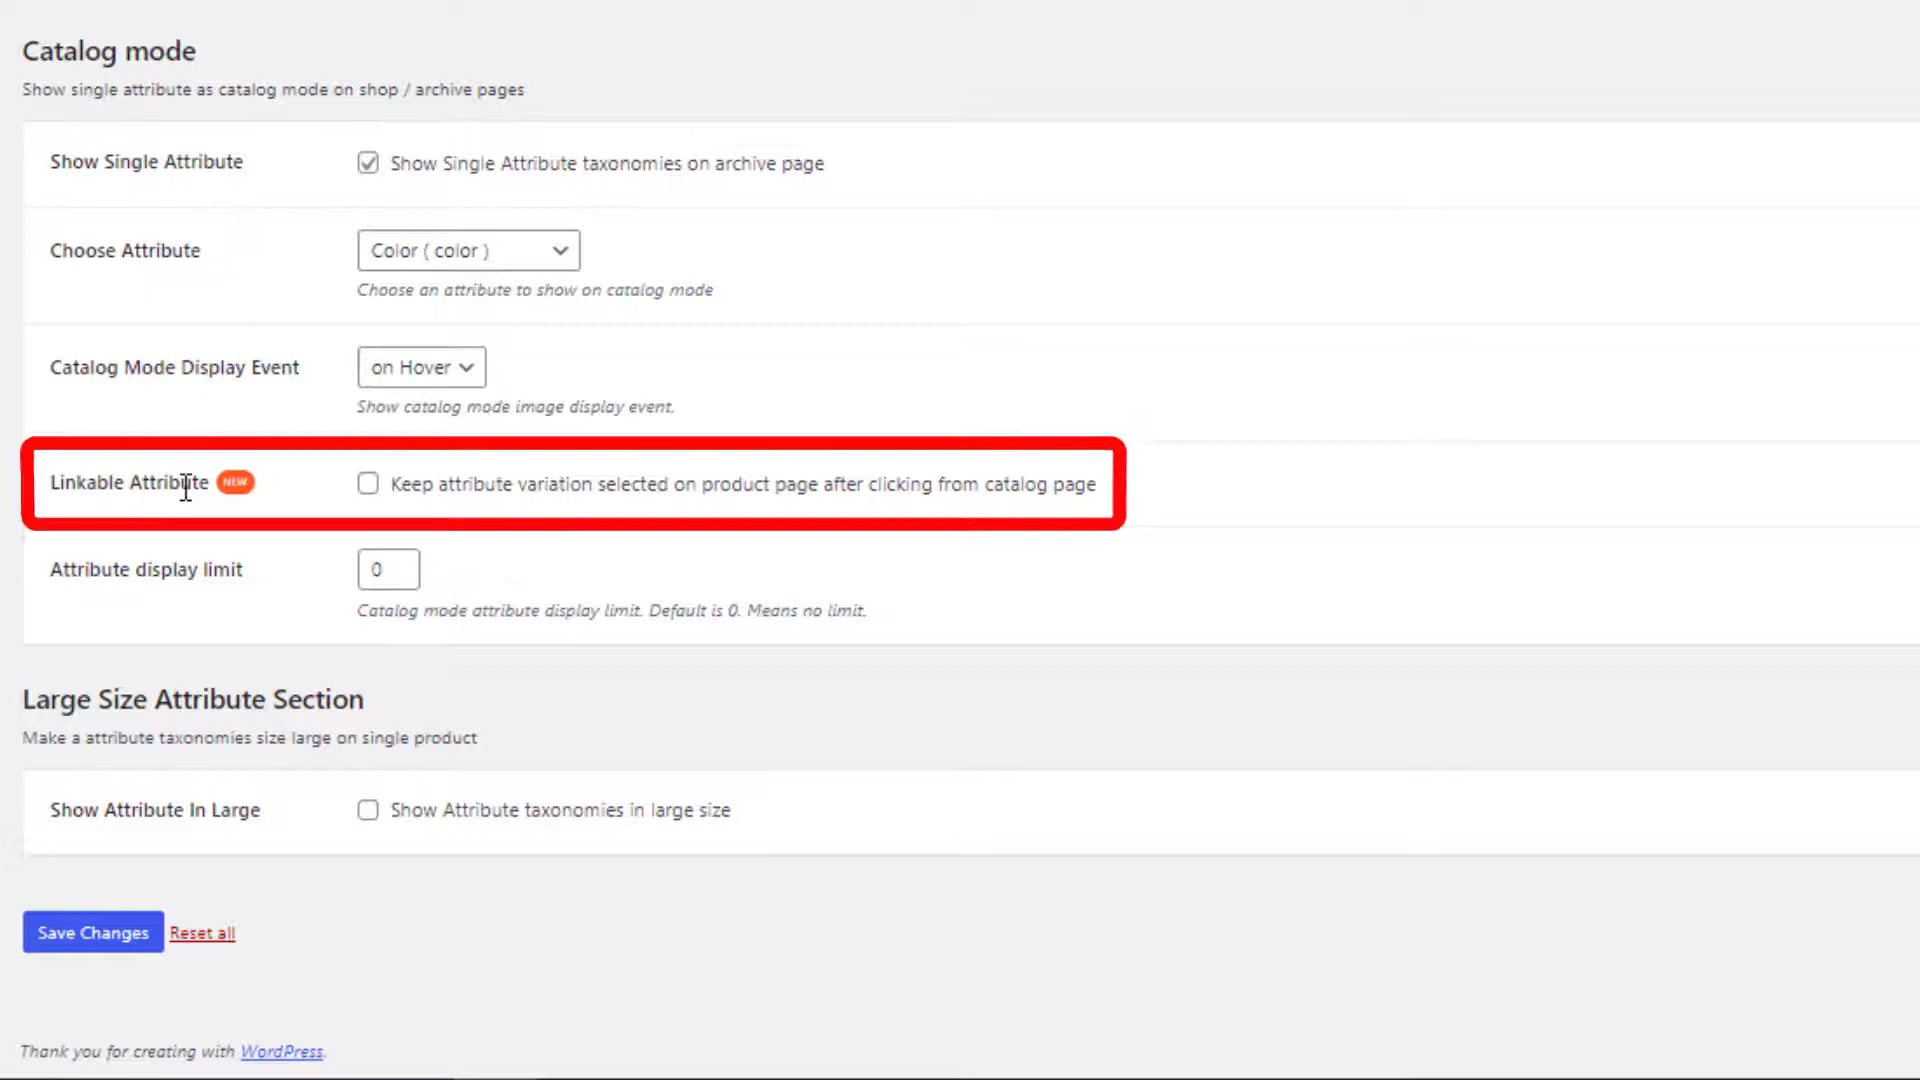 Catalog mode
Show single attribute as catalog mode on shop / archive pages
Show Single Attribute
Show Single Attribute taxonomies on archive page
Choose Attribute
Color ( color )
Choose an attribute to show on catalog mode
Catalog Mode Display Event
on Hover
Show catalog mode image display event.
Linkable Attribute NEW
Keep attribute variation selected on product page after clicking from catalog page
Attribute display limit
0
Catalog mode attribute display limit. Default is 0. Means no limit.
Large Size Attribute Section
Make a attribute taxonomies size large on single product
Show Attribute In Large
Show Attribute taxonomies in large size
Save Changes Reset all
Thank you for creating with WordPress.